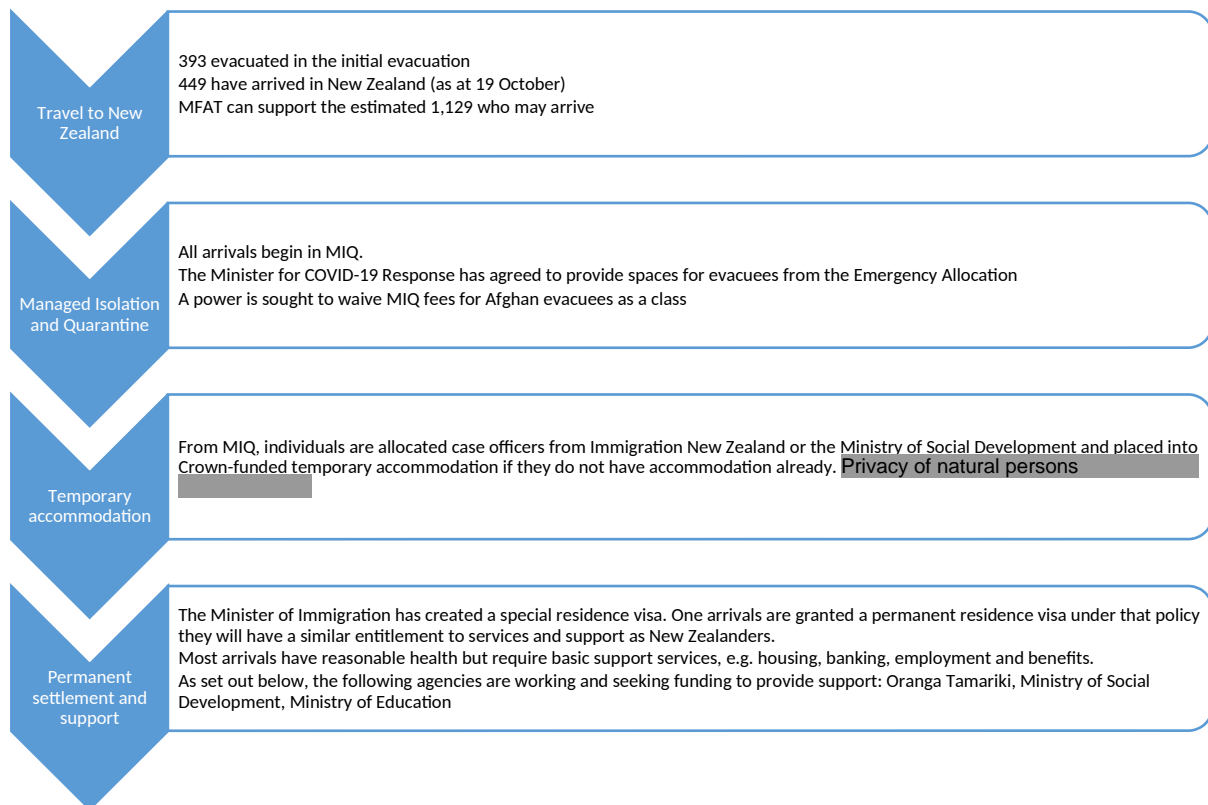 Travel to New
Zealand
393 evacuated in the initial evacuation
449 have arrived in New Zealand (as at 19 October)
MFAT can support the estimated 1,129 who may arrive
Managed Isolation
and Quarantine
All arrivals begin in MIQ.
The Minister for COVID-19 Response has agreed to provide spaces for evacuees from the Emergency Allocation
A power is sought to waive MIQ fees for Afghan evacuees as a class
Temporary
accommodation
From MIQ, individuals are allocated case officers from Immigration New Zealand or the Ministry of Social Development and placed into
Crown-funded temporary accommodation if they do not have accommodation already. Privacy of natural persons
Permanent
settlement and
support
The Minister of Immigration has created a special residence visa. One arrivals are granted a permanent residence visa under that policy
they will have a similar entitlement to services and support as New Zealanders.
Most arrivals have reasonable health but require basic support services, e.g. housing, banking, employment and benefits.
As set out below, the following agencies are working and seeking funding to provide support: Oranga Tamariki, Ministry of Social
Development, Ministry of Education